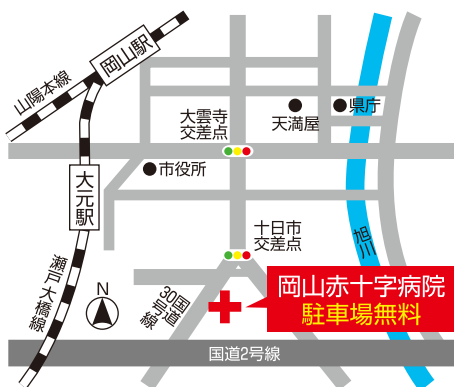 岡山駅
山陽本線
大雲寺
交差点
天満屋
県庁
市役所
大元駅
十日市
交差点
旭川
瀬戸大橋線
N
国道
30号線
岡山赤十字病院
駐車場無料
国道2号線